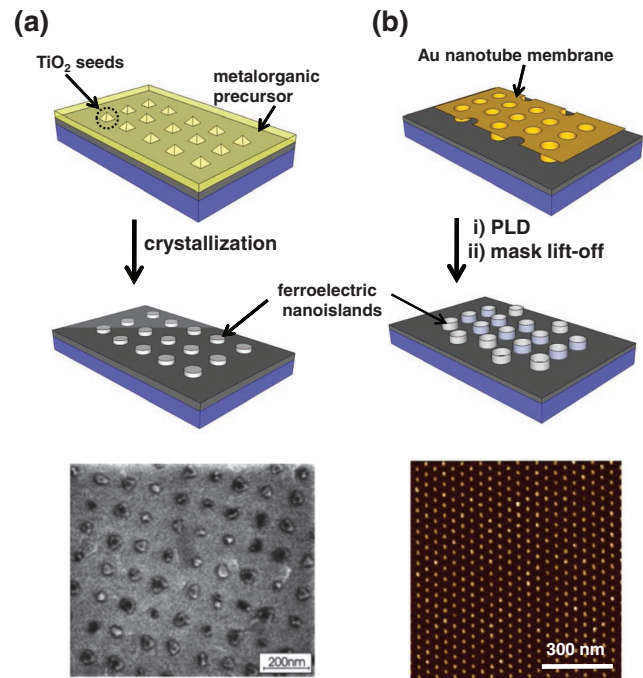 (a)
(b)
TiO₂ seeds
metalorganic
precursor
Au nanotube membrane
crystallization
i) PLD
ii) mask lift-off
ferroelectric
nanoislands
200nm
300 nm